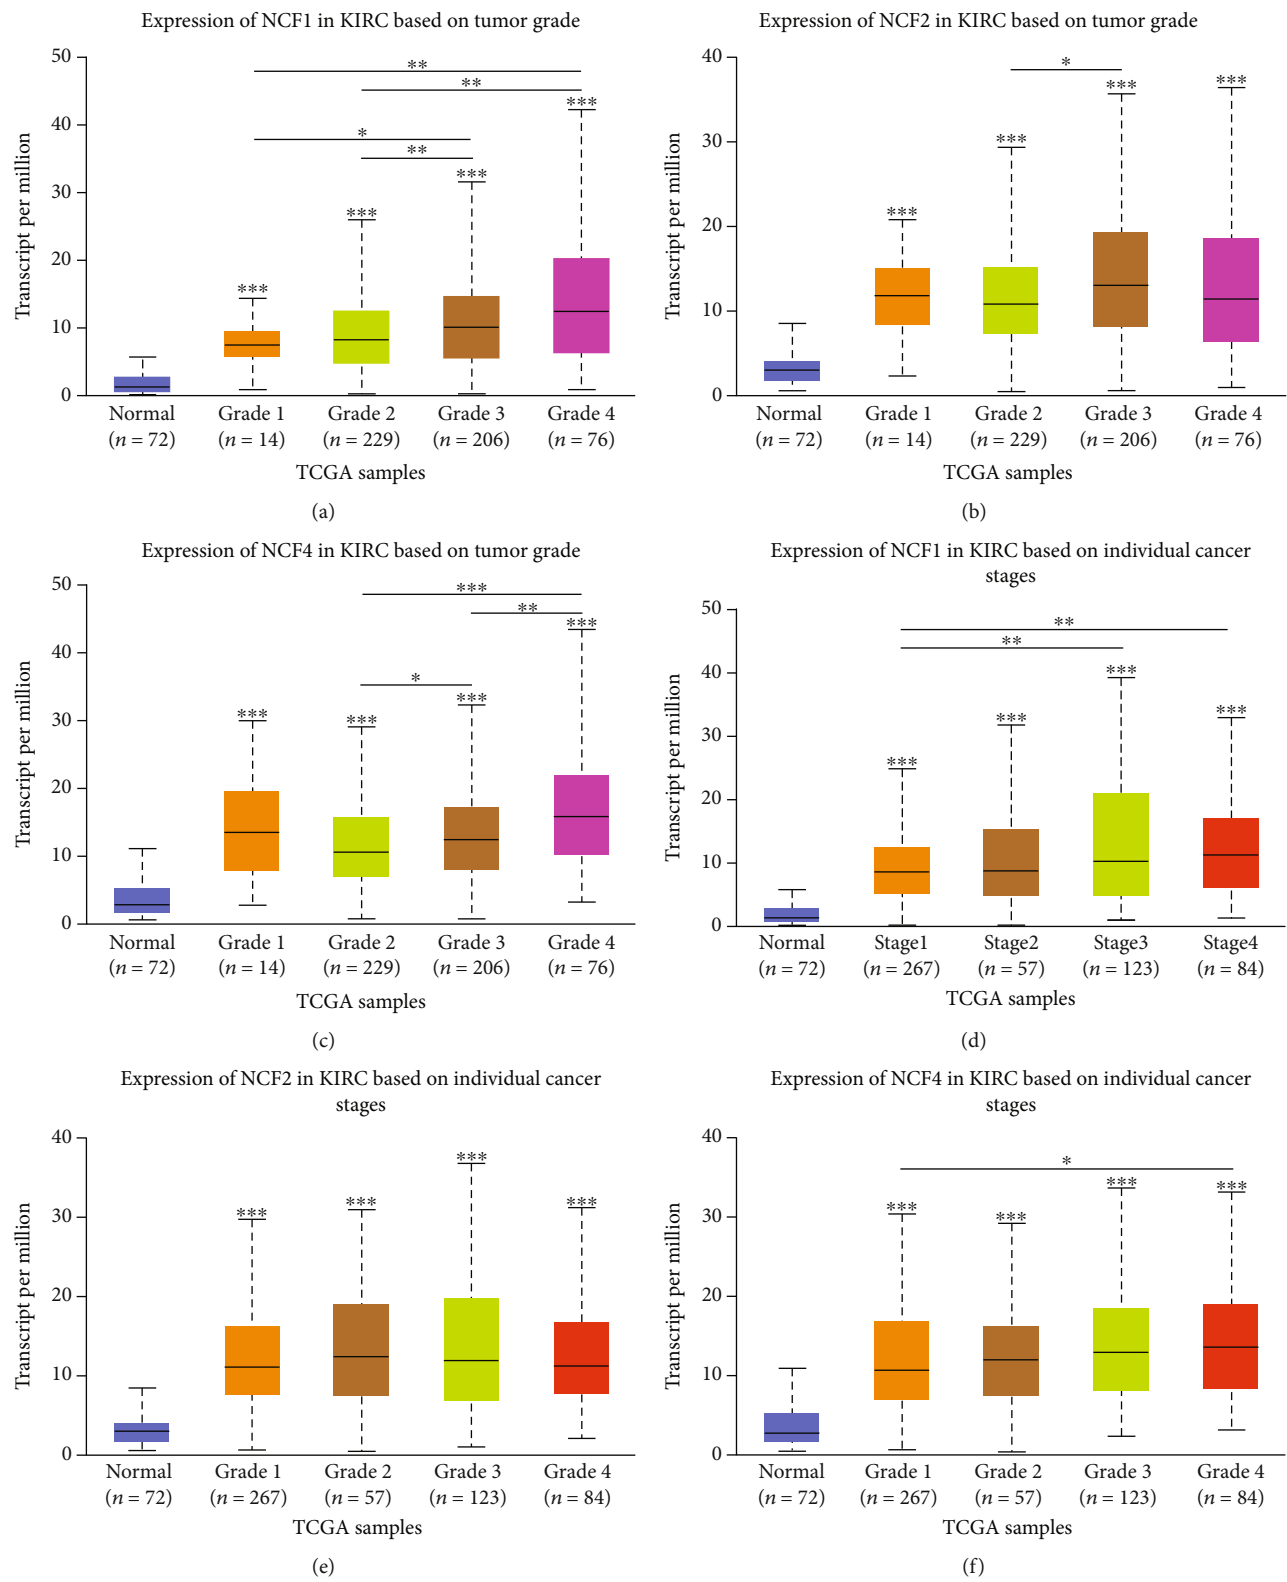 Expression of NCF1 in KIRC based on tumor grade
Transcript per million
50
40
30
20
10
0
**
**
*
**
***
***
***
***
Normal Grade 1 Grade 2 Grade 3 Grade 4
(n = 72) (n = 14) (n = 229) (n = 206) (n = 76)
TCGA samples
(a)
Expression of NCF2 in KIRC based on tumor grade
Transcript per million
40
30
20
10
0
*
***
***
***
***
Normal Grade 1 Grade 2 Grade 3 Grade 4
(n = 72) (n = 14) (n = 229) (n = 206) (n = 76)
TCGA samples
(b)
Expression of NCF4 in KIRC based on tumor grade
Transcript per million
50
40
30
20
10
0
***
**
*
***
***
***
***
Normal Grade 1 Grade 2 Grade 3 Grade 4
(n = 72) (n = 14) (n = 229) (n = 206) (n = 76)
TCGA samples
(c)
Expression of NCF1 in KIRC based on individual cancer
stages
Transcript per million
50
40
30
20
10
0
**
**
***
***
***
***
Normal Stage1 Stage2 Stage3 Stage4
(n = 72) (n = 267) (n = 57) (n = 123) (n = 84)
TCGA samples
(d)
Expression of NCF2 in KIRC based on individual cancer
stages
Transcript per million
40
30
20
10
0
***
***
***
***
Normal Grade 1 Grade 2 Grade 3 Grade 4
(n = 72) (n = 267) (n = 57) (n = 123) (n = 84)
TCGA samples
(e)
Expression of NCF4 in KIRC based on individual cancer
stages
Transcript per million
40
30
20
10
0
*
***
***
***
***
Normal Grade 1 Grade 2 Grade 3 Grade 4
(n = 72) (n = 267) (n = 57) (n = 123) (n = 84)
TCGA samples
(f)